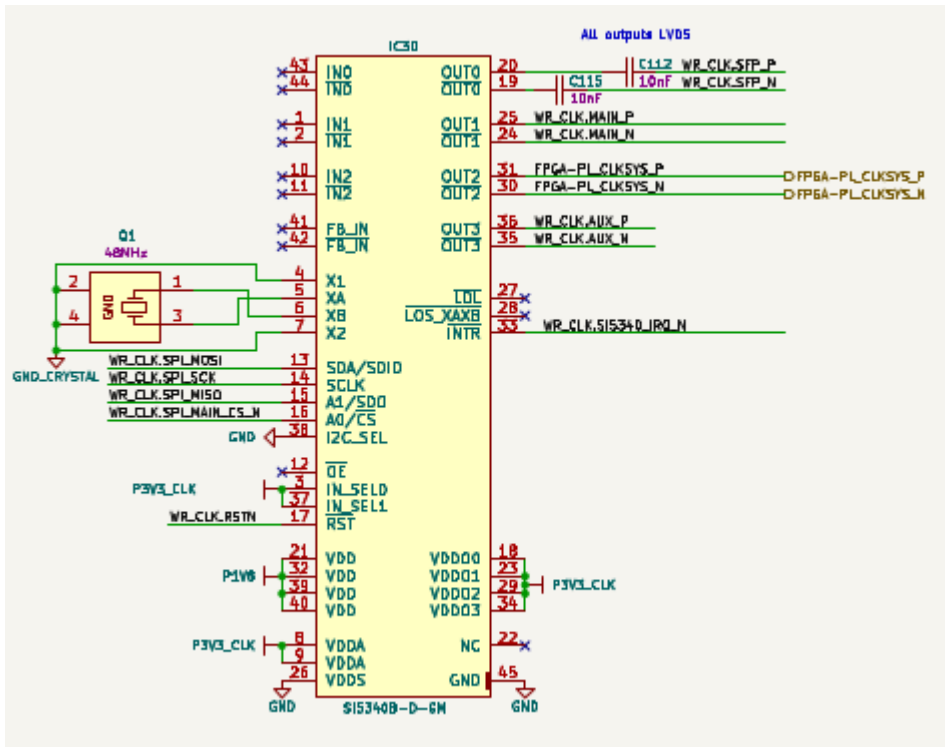 All outputs LVDS
IC30
43 IN0 OUT0 20 C112 WR_CLK.SFP_P
44 IN0 OUT0 19 C115 10nF WR_CLK.SFP_N
10nF
1 IN1 OUT1 25 WR_CLK.MAIN_P
2 IN1 OUT1 24 WR_CLK.MAIN_N
10 IN2 OUT2 31 FPGA-PL_CLKSYS_P FPGA-PL_CLKSYS_P
11 IN2 OUT2 30 FPGA-PL_CLKSYS_N FPGA-PL_CLKSYS_N
41 FB_IN OUT3 36 WR_CLK.AUX_P
42 FB_IN OUT3 35 WR_CLK.AUX_N
Q1
48MHz
4 X1
2 1 5 XA LOL 27
GND
6 XB LOS_XAXB 28
4 3 7 X2 INTR 33 WR_CLK.SI5340_IRQ_N
GND_CRYSTAL
WR_CLK.SPI_MOSI 13 SDA/SDIO
WR_CLK.SPI_SCK 14 SCLK
WR_CLK.SPI_MISO 15 A1/SDO
WR_CLK.SPI_MAIN_CS_N 16 A0/CS
GND 38 I2C_SEL
12 OE
P3V3_CLK 3 IN_SEL0
37 IN_SEL1
WR_CLK.RSTN 17 RST
21 VDD VDDO0 18
P1V8 32 VDD VDDO1 23
39 VDD VDDO2 29 P3V3_CLK
40 VDD VDDO3 34
P3V3_CLK 8 VDDA NC 22
9 VDDA
26 VDDS GND 45
GND SI5340B-D-GM GND